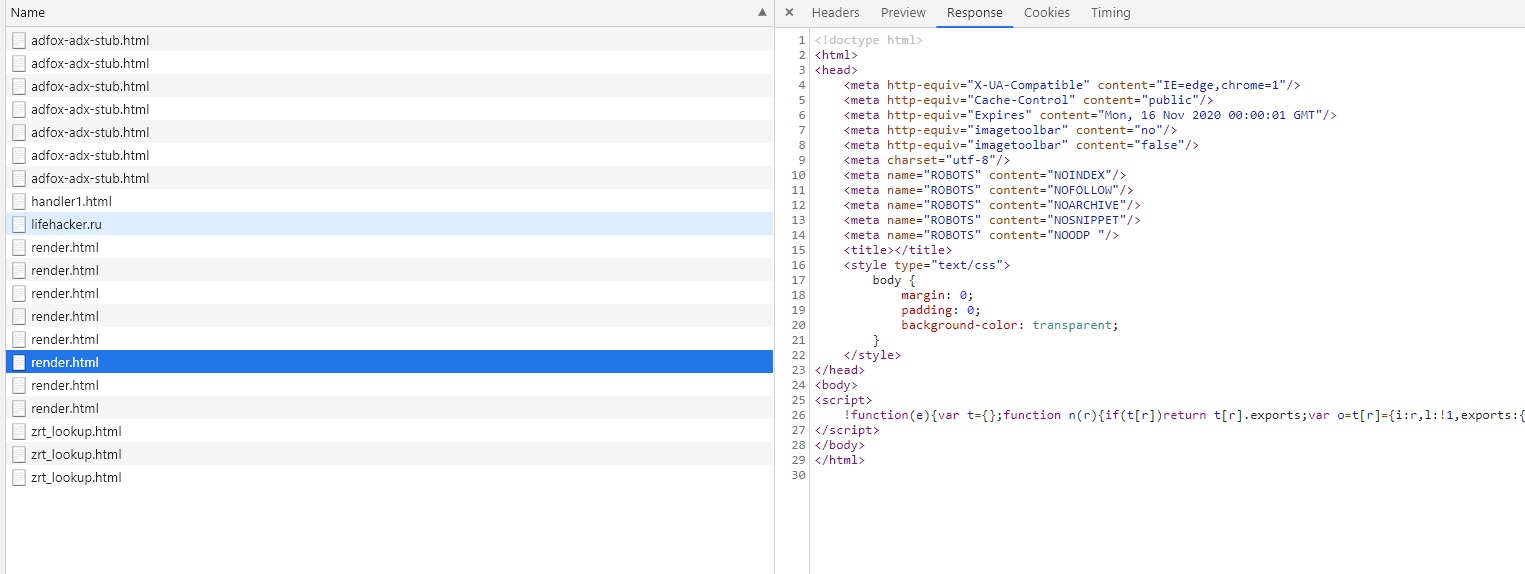 Name
adfox-adx-stub.html
adfox-adx-stub.html
adfox-adx-stub.html
adfox-adx-stub.html
adfox-adx-stub.html
adfox-adx-stub.html
adfox-adx-stub.html
handler1.html
lifehacker.ru
render.html
render.html
render.html
render.html
render.html
render.html
render.html
render.html
zrt_lookup.html
zrt_lookup.html
zrt_lookup.html
× Headers Preview Response Cookies Timing
1 <!doctype html>
2 <html>
3 <head>
4     <meta http-equiv="X-UA-Compatible" content="IE=edge,chrome=1"/>
5     <meta http-equiv="Cache-Control" content="public"/>
6     <meta http-equiv="Expires" content="Mon, 16 Nov 2020 00:00:01 GMT"/>
7     <meta http-equiv="imagetoolbar" content="no"/>
8     <meta http-equiv="imagetoolbar" content="false"/>
9     <meta charset="utf-8"/>
10     <meta name="ROBOTS" content="NOINDEX"/>
11     <meta name="ROBOTS" content="NOFOLLOW"/>
12     <meta name="ROBOTS" content="NOARCHIVE"/>
13     <meta name="ROBOTS" content="NOSNIPPET"/>
14     <meta name="ROBOTS" content="NOODP "/>
15     <title></title>
16     <style type="text/css">
17         body {
18             margin: 0;
19             padding: 0;
20             background-color: transparent;
21         }
22     </style>
23 </head>
24 <body>
25 <script>
26     !function(e){var t={};function n(r){if(t[r])return t[r].exports;var o=t[r]={i:r,l:!1,exports:{
27 </script>
28 </body>
29 </html>
30